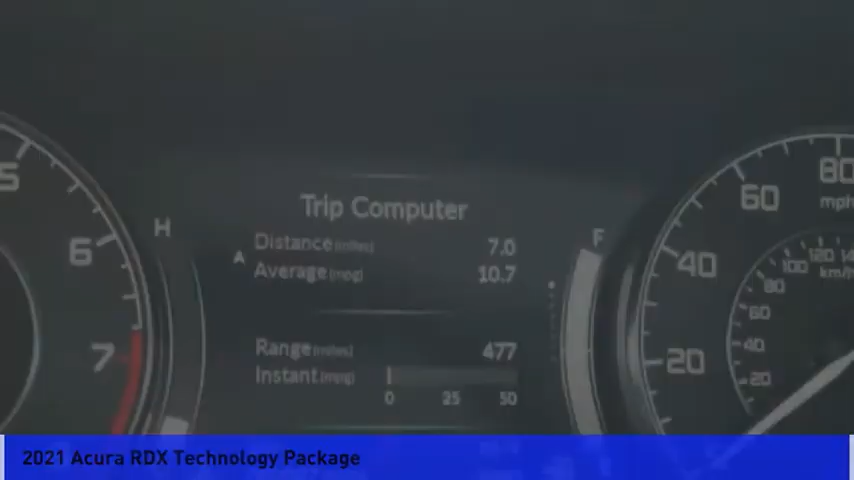 Trip Computer
A
Distance(miles) 7.0
Average(mpg) 10.7
Range(miles) 477
Instant(mpg)
0 25 50
H
F
5
6
7
80
60
40
20
mph
120
100
80
60
40
20
km/h
2021 Acura RDX Technology Package